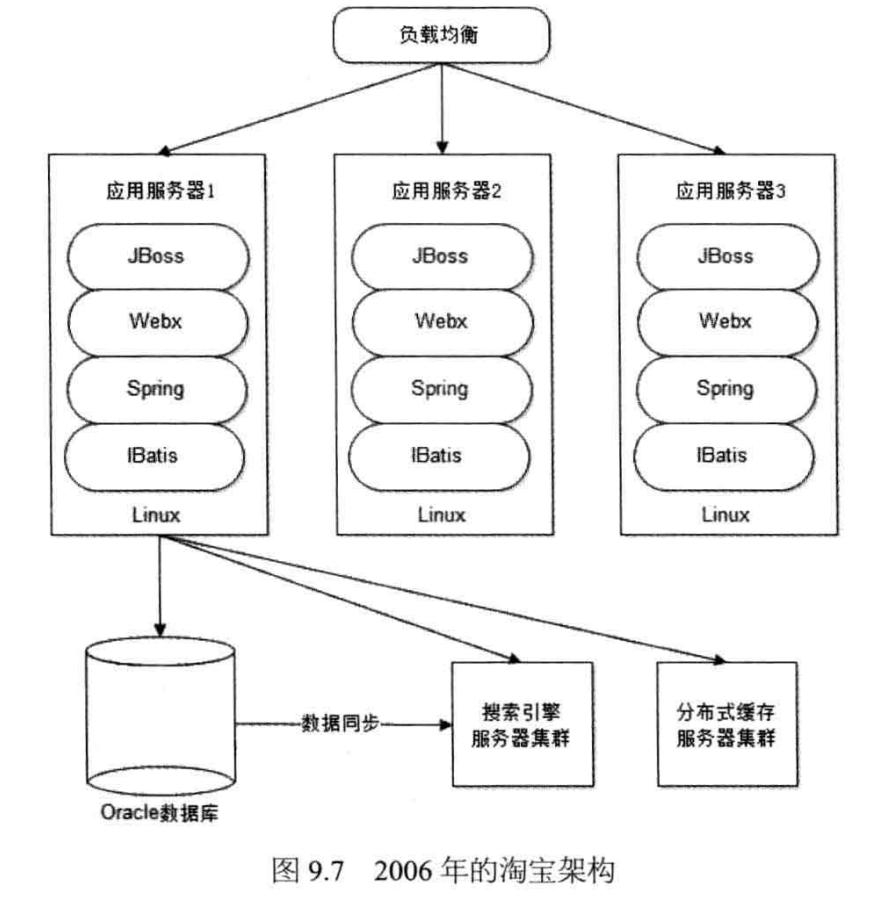 负载均衡
应用服务器1
JBoss
Webx
Spring
IBatis
Linux
应用服务器2
JBoss
Webx
Spring
IBatis
Linux
应用服务器3
JBoss
Webx
Spring
IBatis
Linux
数据同步
搜索引擎
服务器集群
分布式缓存
服务器集群
Oracle数据库
图 9.7 2006 年的淘宝架构